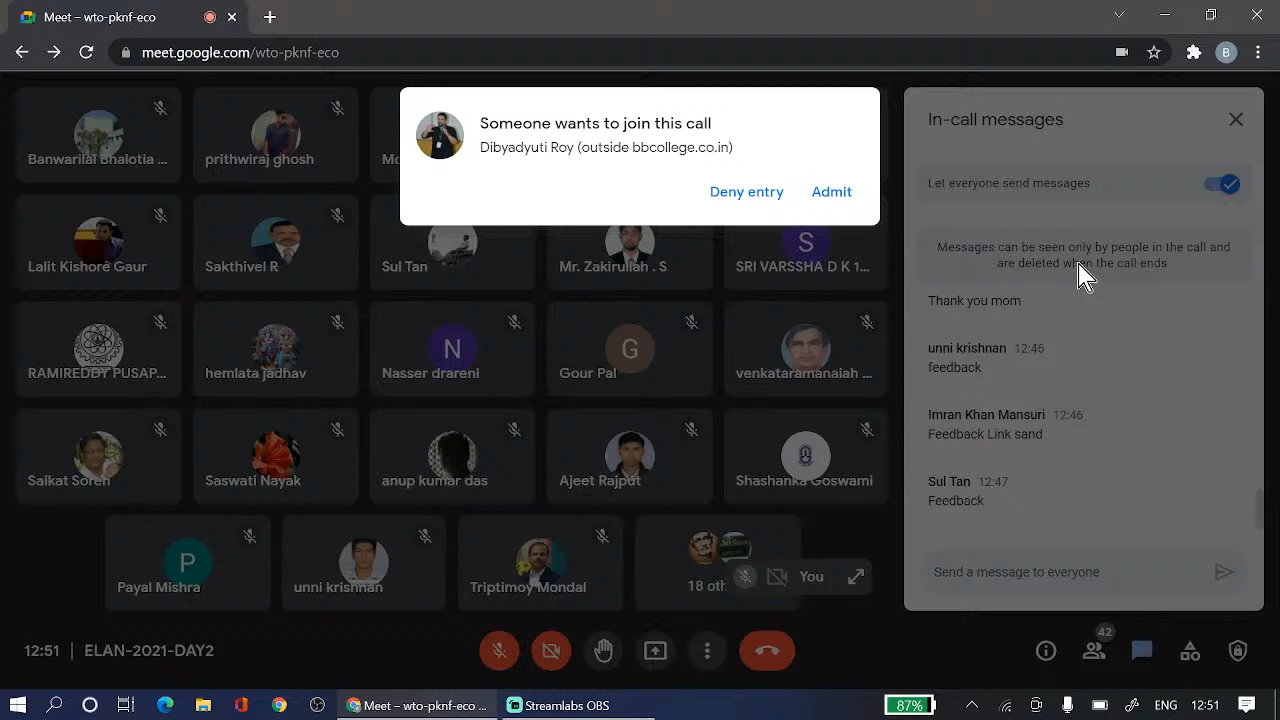 Meet – wto-pknf-eco
meet.google.com/wto-pknf-eco
B
Someone wants to join this call
Dibyadyuti Roy (outside bbcollege.co.in)
Deny entry
Admit
Banwarilal Bhalotia ...
prithwiraj ghosh
Lalit Kishore Gaur
Sakthivel R
Sul Tan
Mr. Zakirullah . S
S
SRI VARSSHA D K 1...
RAMIREDDY PUSAP...
hemlata jadhav
N
Nasser drareni
G
Gour Pal
venkataramanaiah ...
Saikat Soren
Saswati Nayak
anup kumar das
Ajeet Rajput
Shashanka Goswami
P
Payal Mishra
unni krishnan
Triptimoy Mondal
18 oth
You
In-call messages
Let everyone send messages
Messages can be seen only by people in the call and
are deleted when the call ends
Thank you mom
unni krishnan 12:46
feedback
Imran Khan Mansuri 12:46
Feedback Link sand
Sul Tan 12:47
Feedback
Send a message to everyone
12:51 | ELAN-2021-DAY2
42
Meet - wto-pknf eco ...
Streamlabs OBS
87%
ENG
12:51